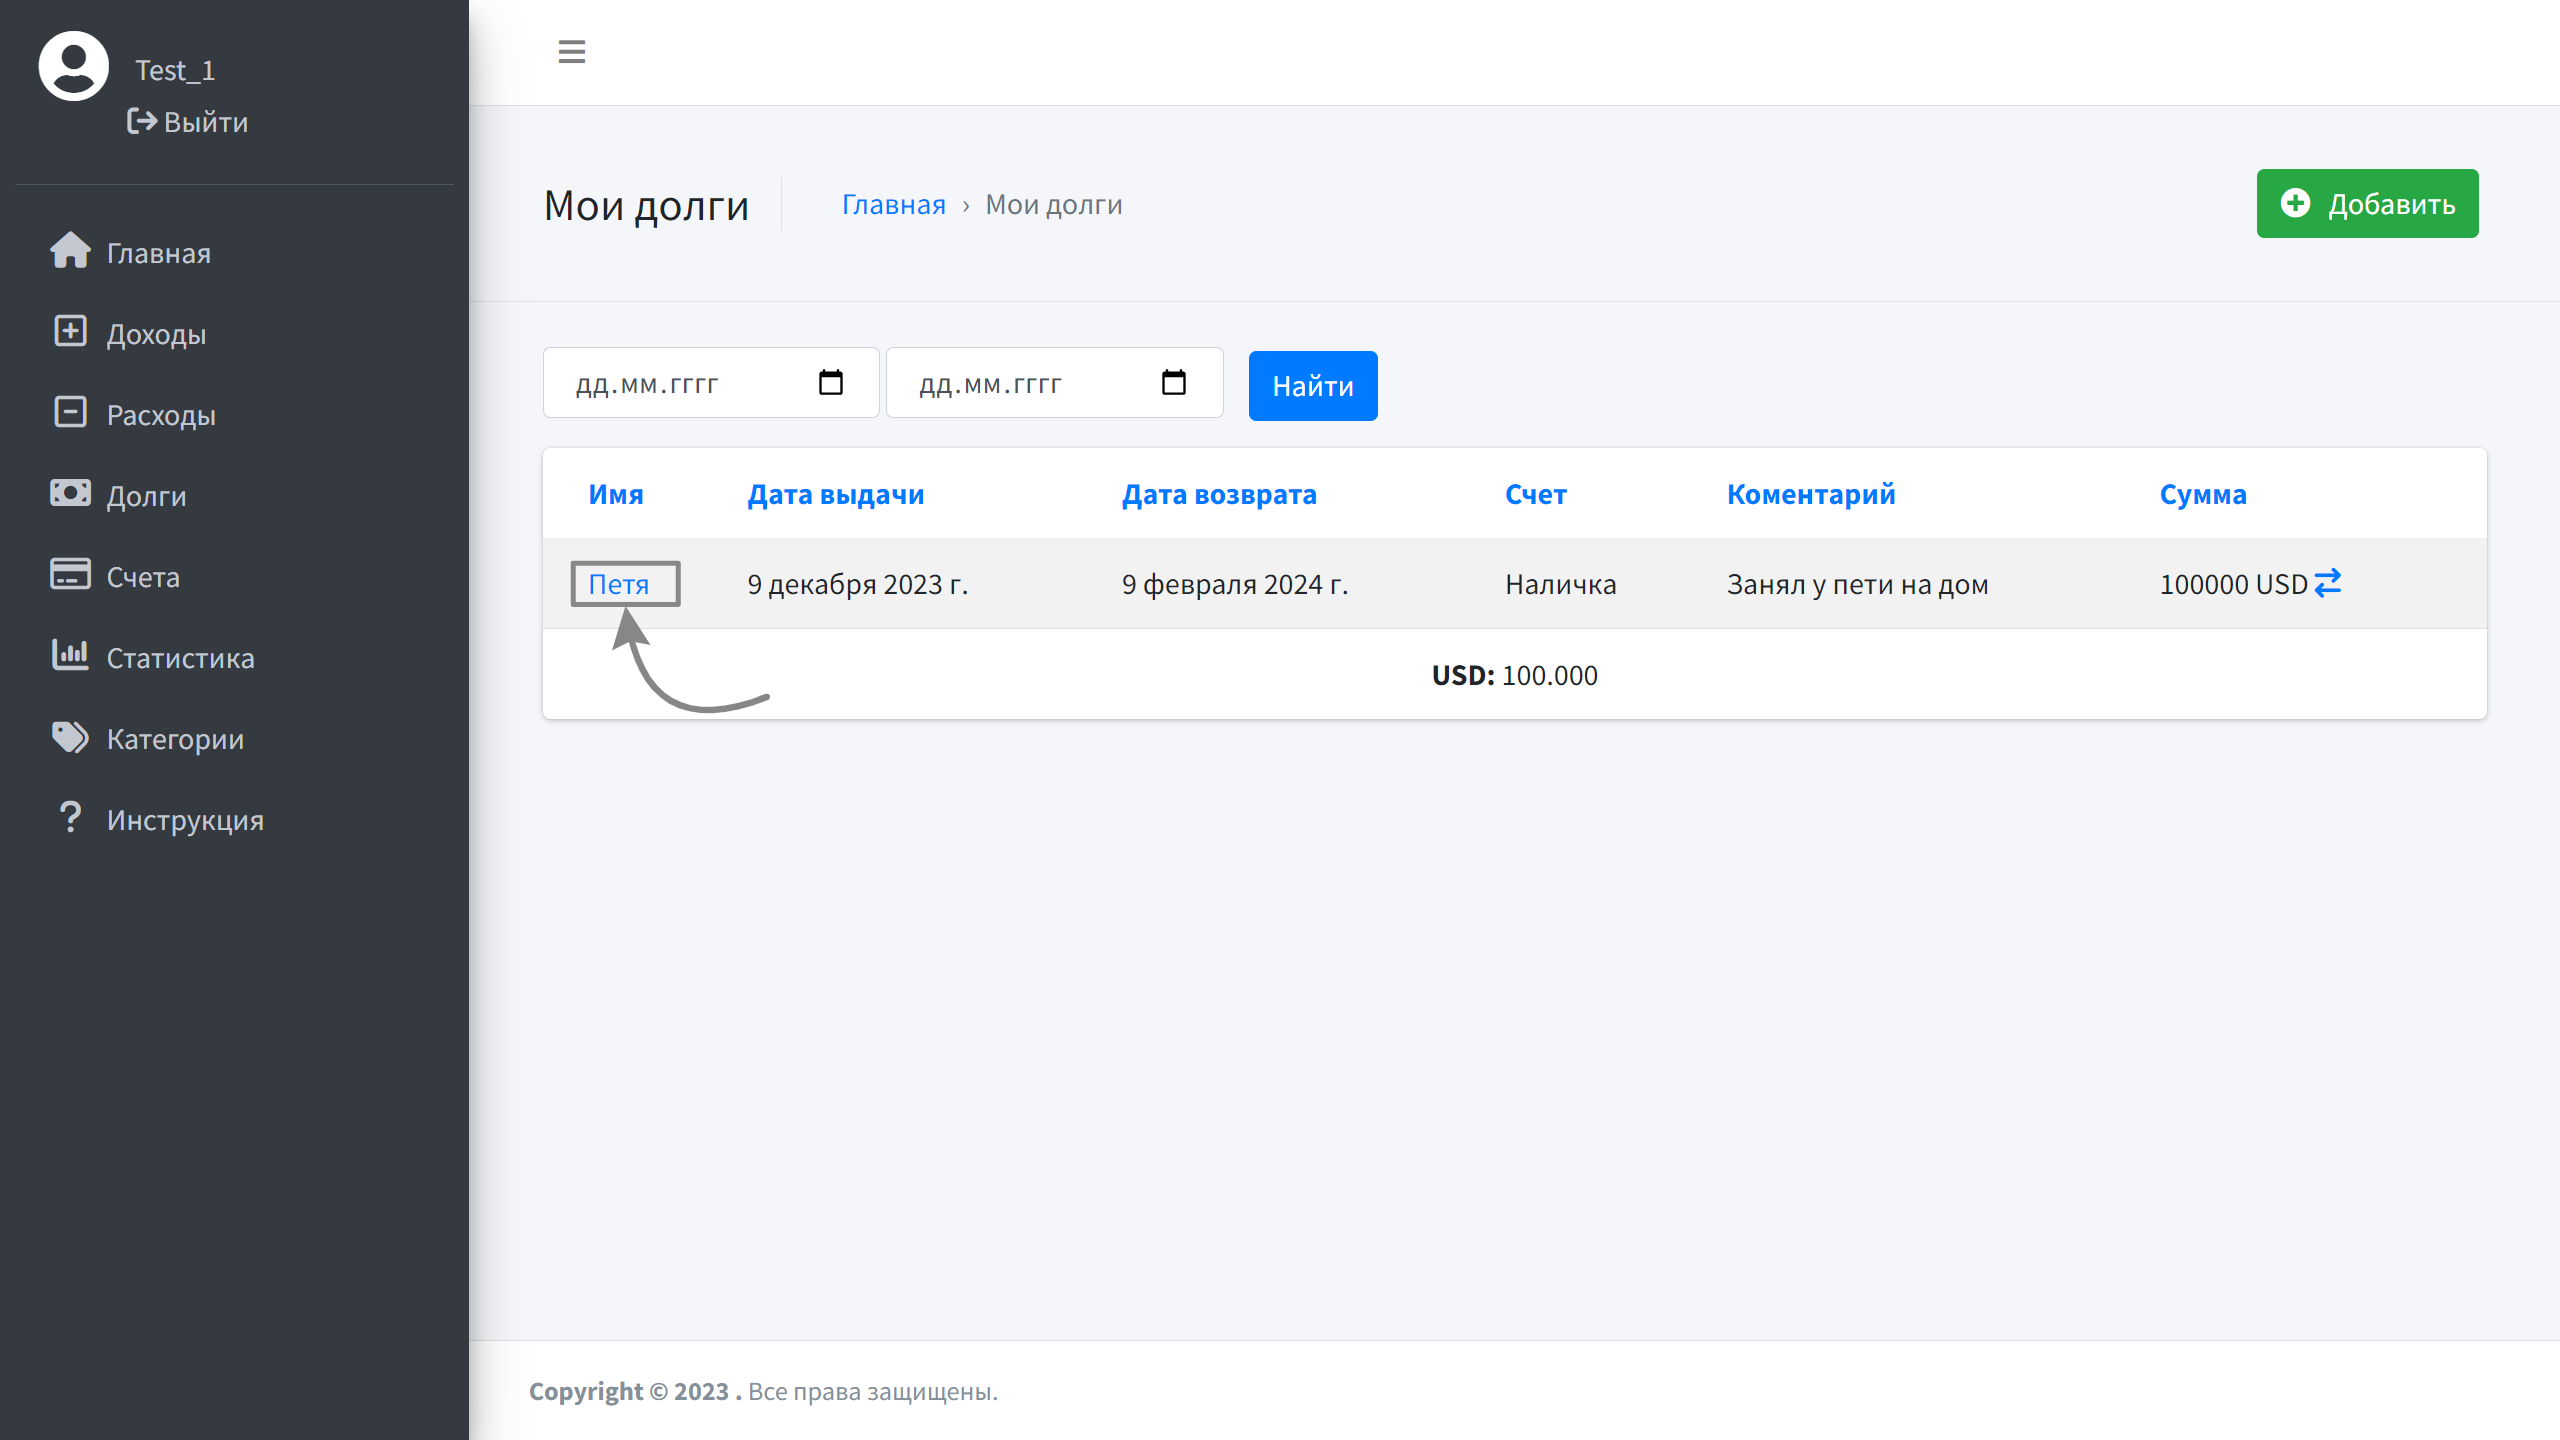 Test_1
Выйти
Главная
Доходы
Расходы
Долги
Счета
Статистика
Категории
Инструкция
Мои долги
Главная › Мои долги
Добавить
дд.мм.гггг дд.мм.гггг Найти
Имя Дата выдачи Дата возврата Счет Коментарий Сумма
Петя 9 декабря 2023 г. 9 февраля 2024 г. Наличка Занял у пети на дом 100000 USD
USD: 100.000
Copyright © 2023 . Все права защищены.